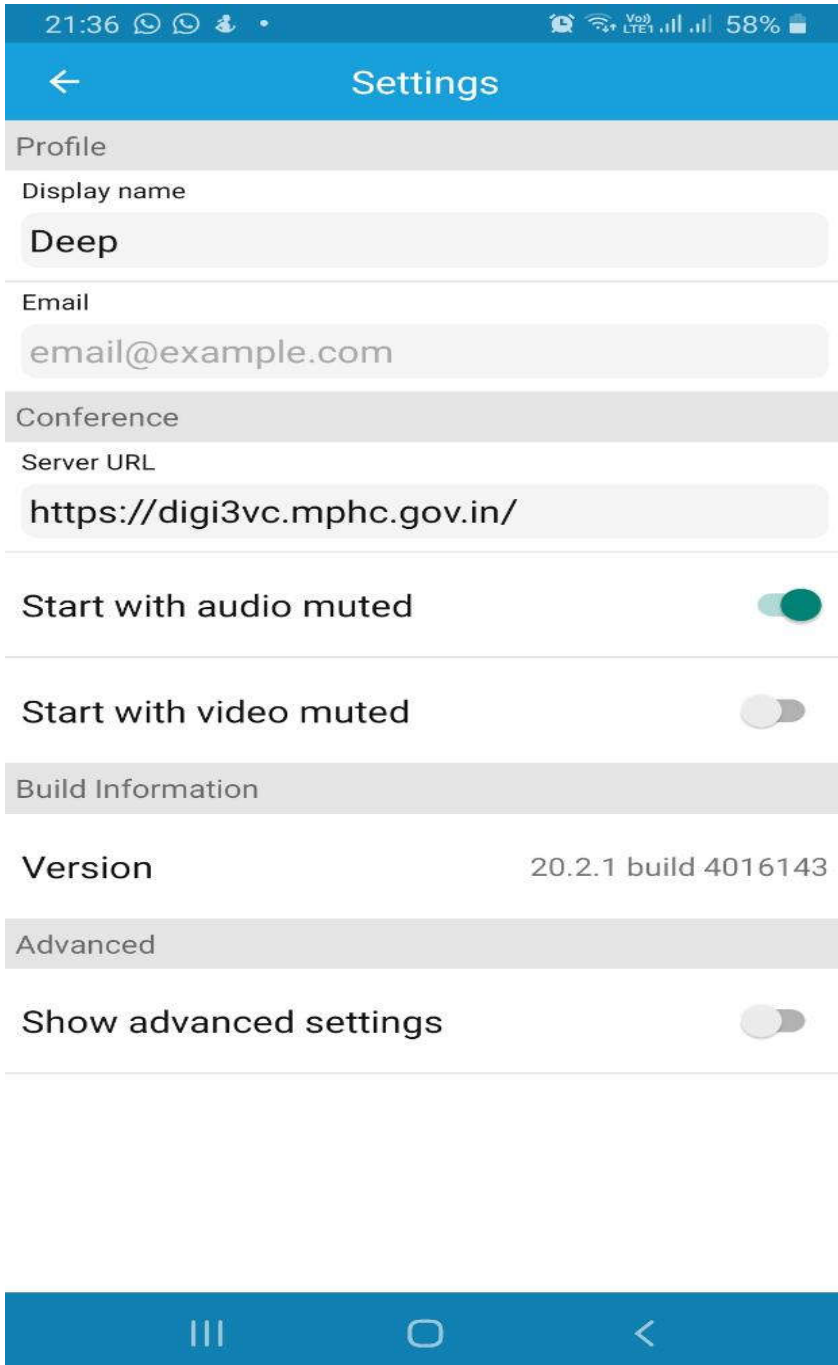 21:36 58%
Settings
Profile
Display name
Deep
Email
email@example.com
Conference
Server URL
https://digi3vc.mphc.gov.in/
Start with audio muted
Start with video muted
Build Information
Version 20.2.1 build 4016143
Advanced
Show advanced settings